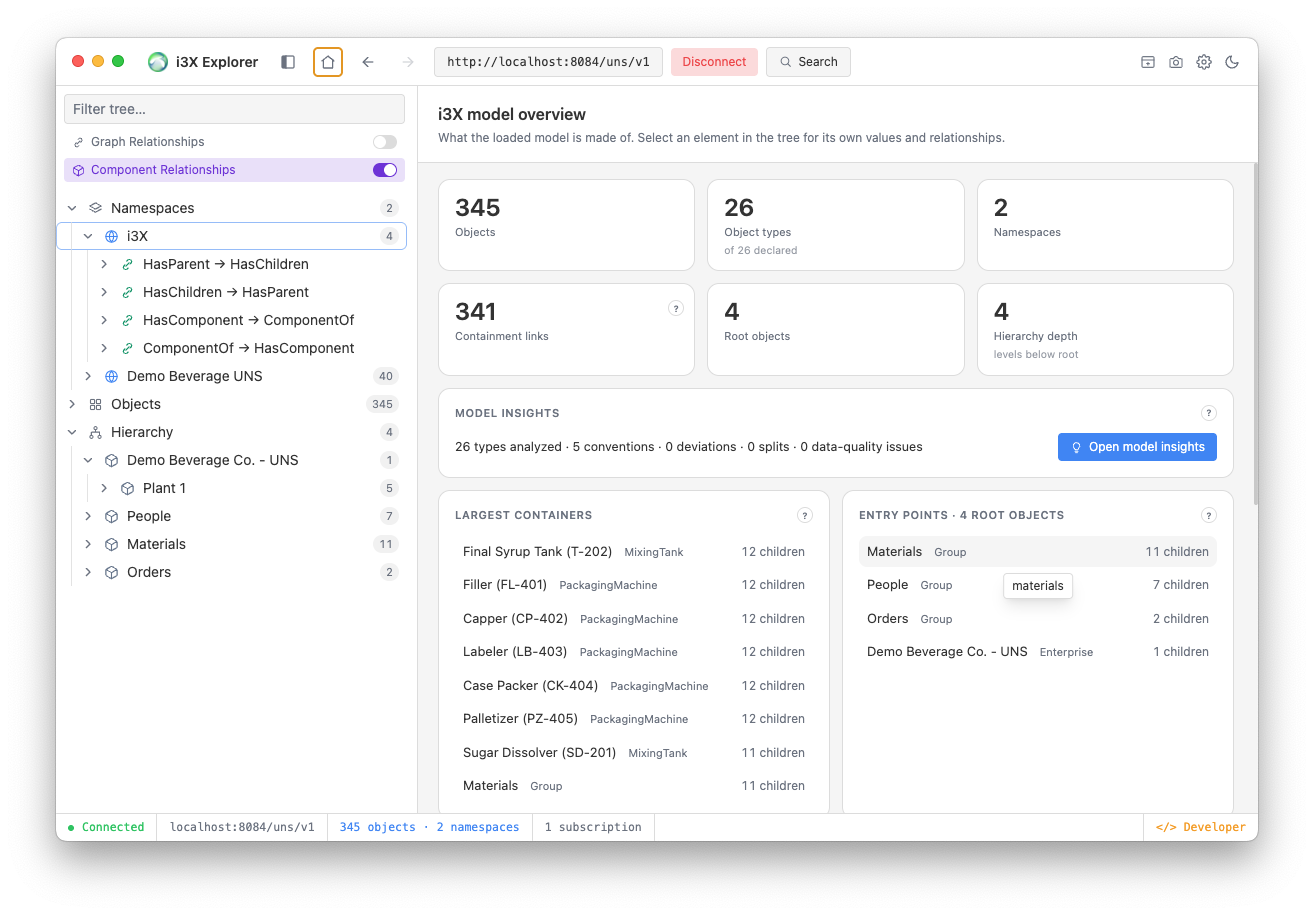 i3X Explorer
http://localhost:8084/uns/v1
Disconnect
Search
Filter tree...
Graph Relationships
Component Relationships
Namespaces 2
i3X 4
HasParent → HasChildren
HasChildren → HasParent
HasComponent → ComponentOf
ComponentOf → HasComponent
Demo Beverage UNS 40
Objects 345
Hierarchy 4
Demo Beverage Co. - UNS 1
Plant 1 5
People 7
Materials 11
Orders 2
i3X model overview
What the loaded model is made of. Select an element in the tree for its own values and relationships.
345
Objects
26
Object types
of 26 declared
2
Namespaces
341 ?
Containment links
4
Root objects
4
Hierarchy depth
levels below root
MODEL INSIGHTS ?
26 types analyzed · 5 conventions · 0 deviations · 0 splits · 0 data-quality issues
Open model insights
LARGEST CONTAINERS ?
Final Syrup Tank (T-202) MixingTank 12 children
Filler (FL-401) PackagingMachine 12 children
Capper (CP-402) PackagingMachine 12 children
Labeler (LB-403) PackagingMachine 12 children
Case Packer (CK-404) PackagingMachine 12 children
Palletizer (PZ-405) PackagingMachine 12 children
Sugar Dissolver (SD-201) MixingTank 11 children
Materials Group 11 children
ENTRY POINTS · 4 ROOT OBJECTS ?
Materials Group 11 children
People Group 7 children
materials
Orders Group 2 children
Demo Beverage Co. - UNS Enterprise 1 children
Connected
localhost:8084/uns/v1
345 objects · 2 namespaces
1 subscription
</> Developer